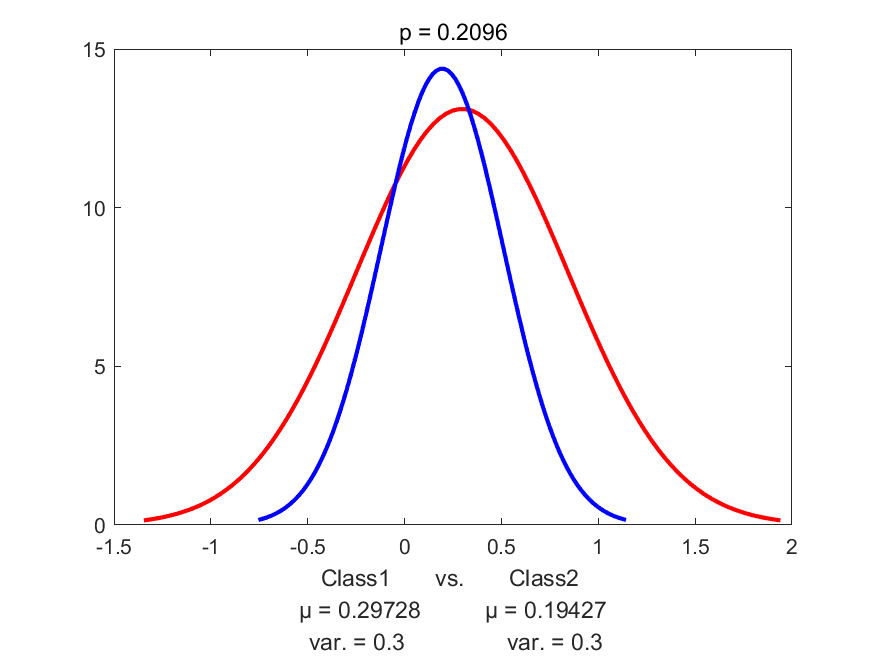 p = 0.2096
15
10
5
0
-1.5 -1 -0.5 0 0.5 1 1.5 2
Class1 vs. Class2
μ = 0.29728 μ = 0.19427
var. = 0.3 var. = 0.3